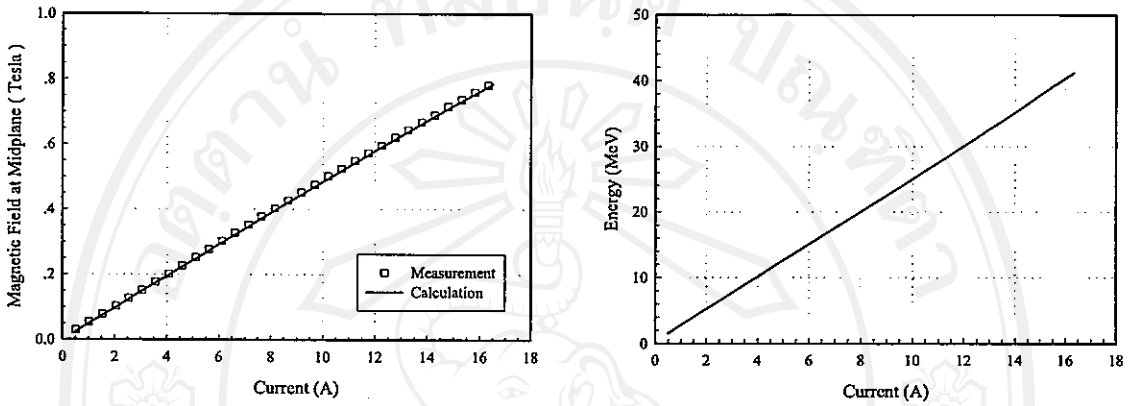 Magnetic Field at Midplane ( Tesla )
1.0
.8
.6
.4
.2
0.0
0 2 4 6 8 10 12 14 16 18
Current (A)
Measurement
Calculation
Energy (MeV)
50
40
30
20
10
0
0 2 4 6 8 10 12 14 16 18
Current (A)